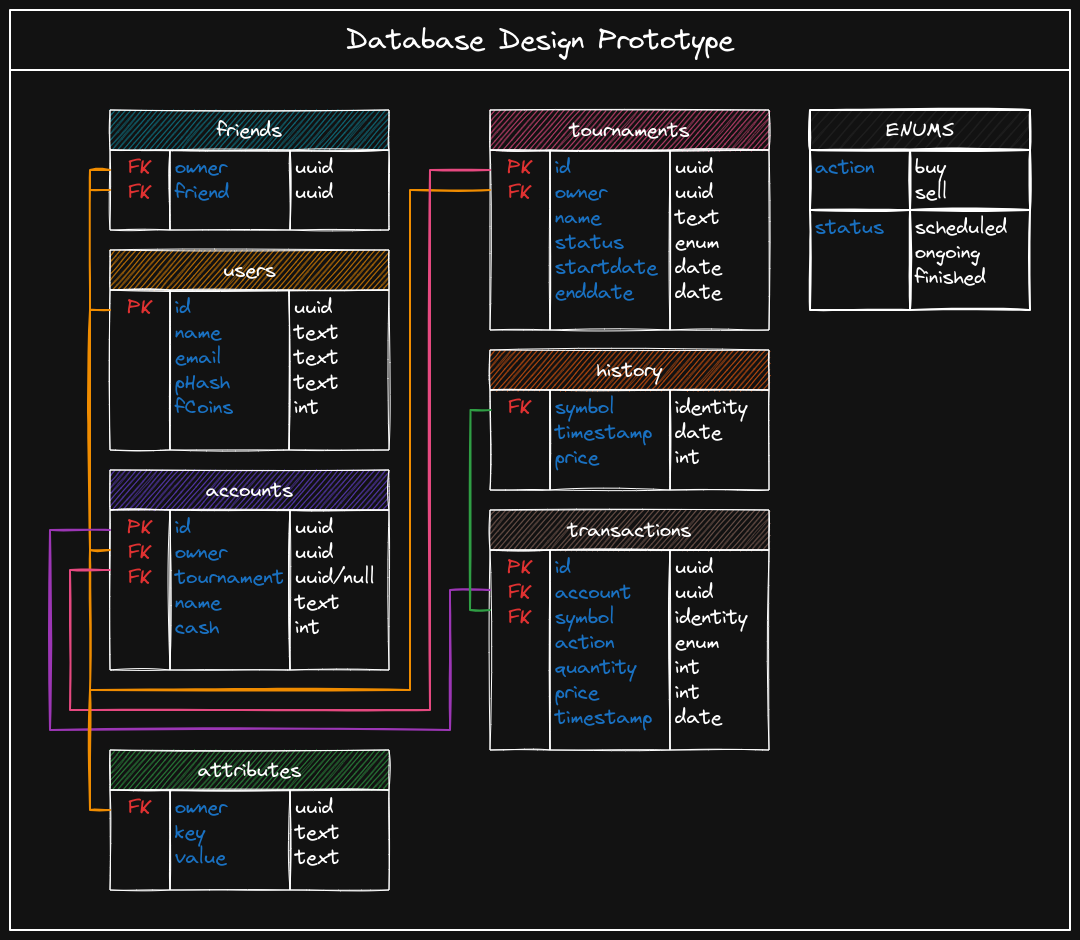 Database Design Prototype
friends
FK owner uuid
FK friend uuid
users
PK id uuid
name text
email text
pHash text
fCoins int
accounts
PK id uuid
FK owner uuid
FK tournament uuid/null
name text
cash int
attributes
FK owner uuid
key text
value text
tournaments
PK id uuid
FK owner uuid
name text
status enum
startdate date
enddate date
history
FK symbol identity
timestamp date
price int
transactions
PK id uuid
FK account uuid
FK symbol identity
action enum
quantity int
price int
timestamp date
ENUMS
action buy
sell
status scheduled
ongoing
finished